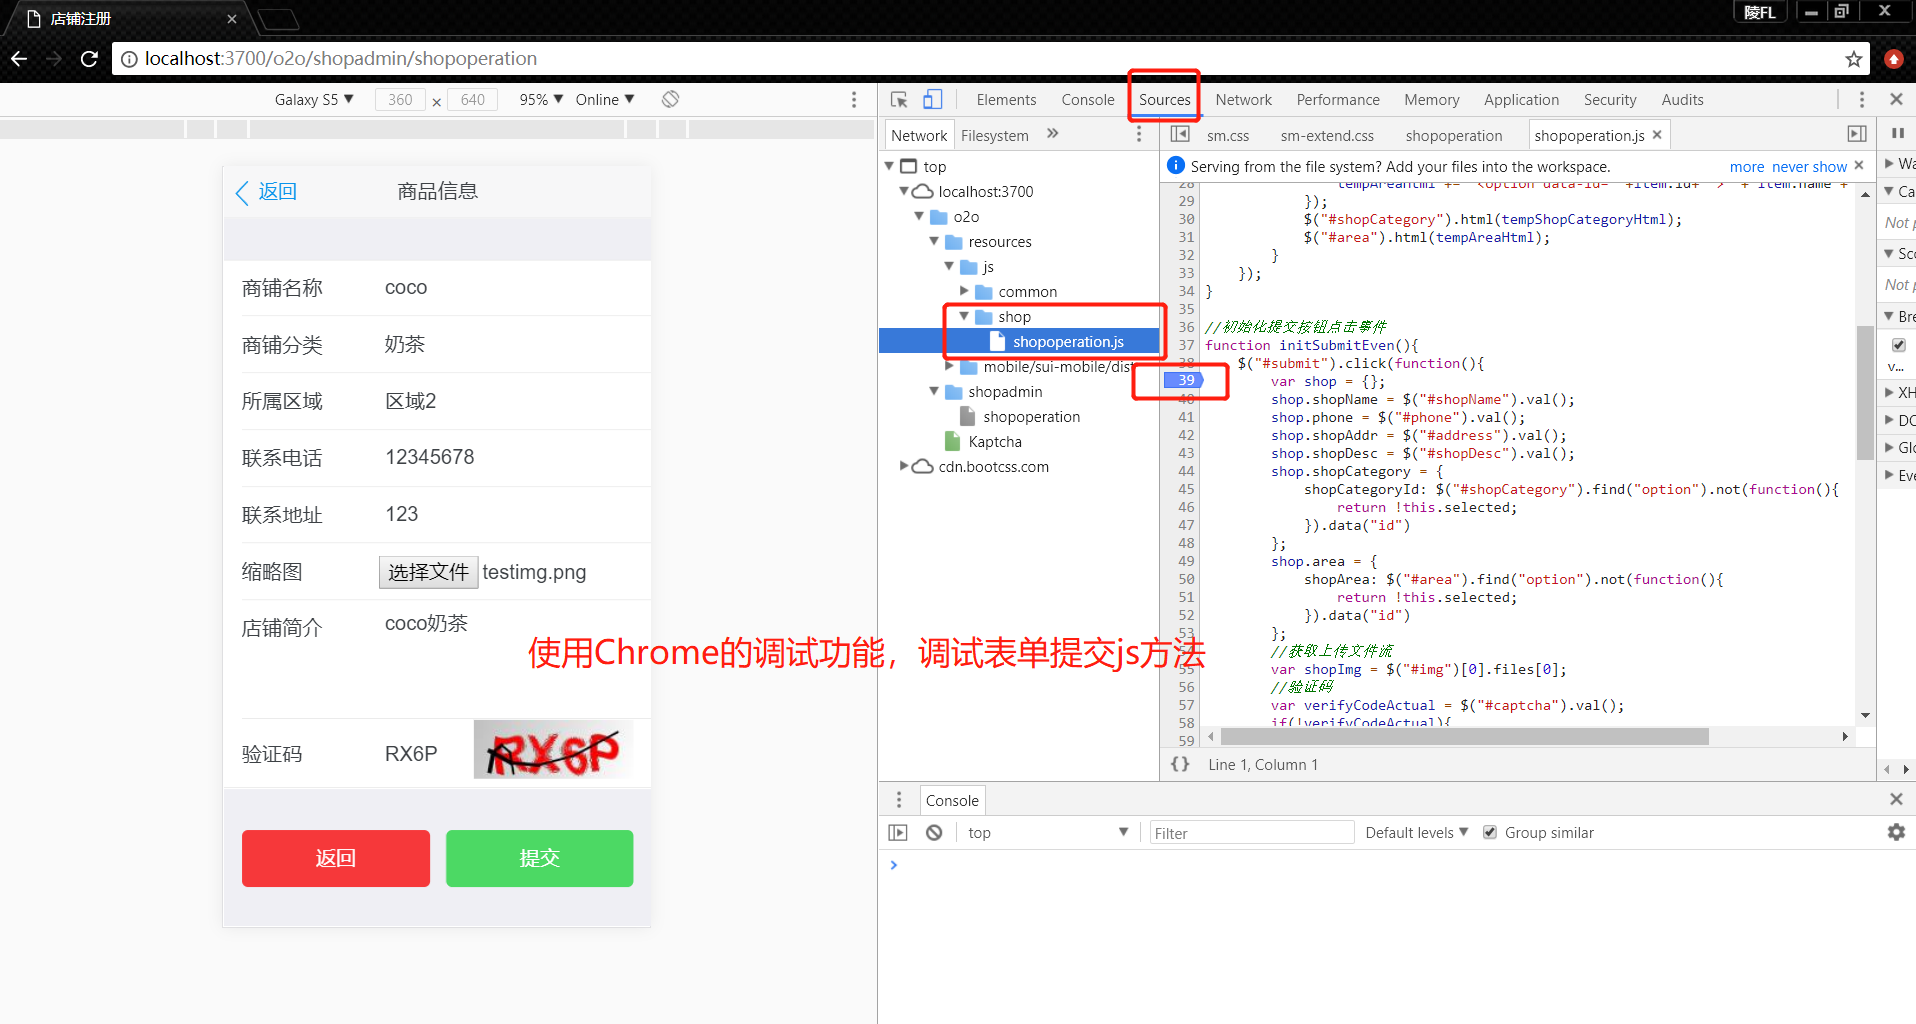 店铺注册
陵FL
localhost:3700/o2o/shopadmin/shopoperation
Galaxy S5 ▼ 360 × 640 95% ▼ Online ▼
Elements Console Sources Network Performance Memory Application Security Audits
Network Filesystem »
sm.css sm-extend.css shopoperation shopoperation.js ×
Serving from the file system? Add your files into the workspace. more never show ×
top
localhost:3700
o2o
resources
js
common
shop
shopoperation.js
mobile/sui-mobile/dist
shopadmin
shopoperation
Kaptcha
cdn.bootcss.com
28 tempAreaHtml += "<option data-id= +item.id+ > + item.name +
29 });
30 $("#shopCategory").html(tempShopCategoryHtml);
31 $("#area").html(tempAreaHtml);
32 }
33 });
34 }
35
36 //初始化提交按钮点击事件
37 function initSubmitEven(){
38 $("#submit").click(function(){
39 var shop = {};
40 shop.shopName = $("#shopName").val();
41 shop.phone = $("#phone").val();
42 shop.shopAddr = $("#address").val();
43 shop.shopDesc = $("#shopDesc").val();
44 shop.shopCategory = {
45 shopCategoryId: $("#shopCategory").find("option").not(function(){
46 return !this.selected;
47 }).data("id")
48 };
49 shop.area = {
50 shopArea: $("#area").find("option").not(function(){
51 return !this.selected;
52 }).data("id")
53 };
//获取上传文件流
55 var shopImg = $("#img")[0].files[0];
56 //验证码
57 var verifyCodeActual = $("#captcha").val();
58 if(!verifyCodeActual){
59
{} Line 1, Column 1
Wa
Ca
Not p
Sco
Not p
Bre
v...
XH
DO
Glo
Eve
返回 商品信息
商铺名称 coco
商铺分类 奶茶
所属区域 区域2
联系电话 12345678
联系地址 123
缩略图 选择文件 testimg.png
店铺简介 coco奶茶
使用Chrome的调试功能，调试表单提交js方法
验证码 RX6P RX6P
返回 提交
Console
top ▼ Filter Default levels ▼ Group similar